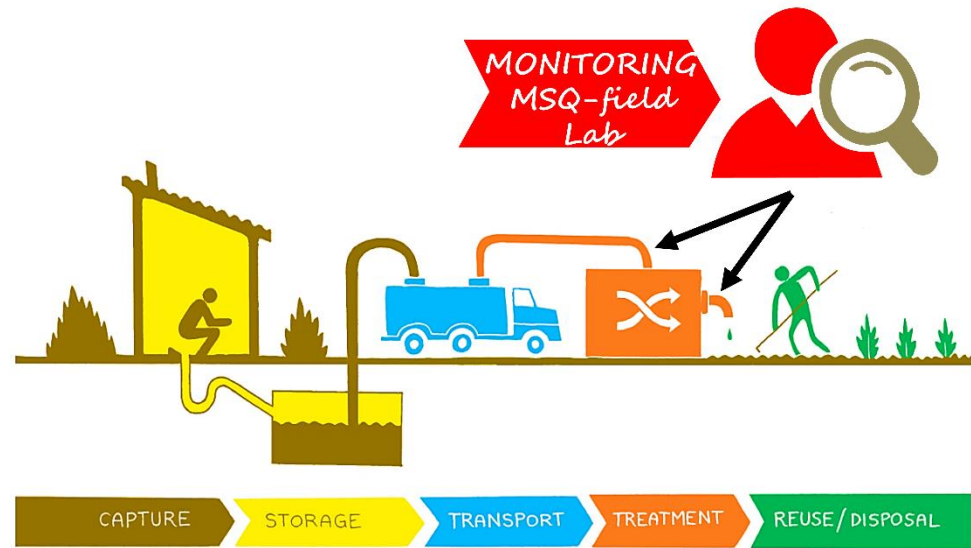 MONITORING
MSQ-field
Lab
CAPTURE
STORAGE
TRANSPORT
TREATMENT
REUSE/DISPOSAL